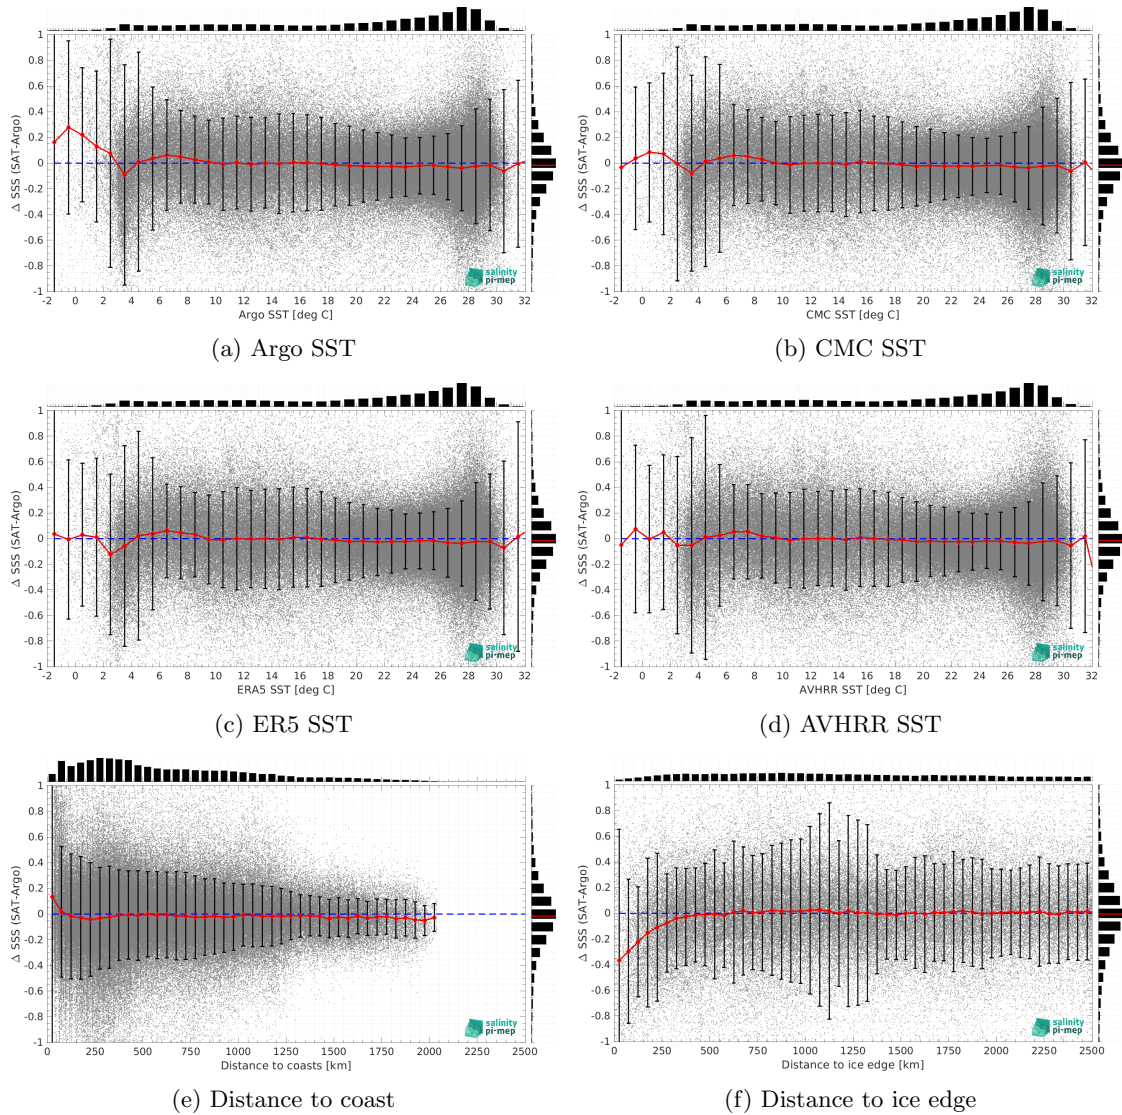 1
0.8
0.6
0.4
0.2
0
-0.2
-0.4
-0.6
-0.8
-1
Δ SSS (SAT-Argo)
salinity
pi-mep
-2 0 2 4 6 8 10 12 14 16 18 20 22 24 26 28 30 32
Argo SST [deg C]
(a) Argo SST
1
0.8
0.6
0.4
0.2
0
-0.2
-0.4
-0.6
-0.8
-1
Δ SSS (SAT-Argo)
salinity
pi-mep
-2 0 2 4 6 8 10 12 14 16 18 20 22 24 26 28 30 32
CMC SST [deg C]
(b) CMC SST
1
0.8
0.6
0.4
0.2
0
-0.2
-0.4
-0.6
-0.8
-1
Δ SSS (SAT-Argo)
salinity
pi-mep
-2 0 2 4 6 8 10 12 14 16 18 20 22 24 26 28 30 32
ERA5 SST [deg C]
(c) ER5 SST
1
0.8
0.6
0.4
0.2
0
-0.2
-0.4
-0.6
-0.8
-1
Δ SSS (SAT-Argo)
salinity
pi-mep
-2 0 2 4 6 8 10 12 14 16 18 20 22 24 26 28 30 32
AVHRR SST [deg C]
(d) AVHRR SST
1
0.8
0.6
0.4
0.2
0
-0.2
-0.4
-0.6
-0.8
-1
Δ SSS (SAT-Argo)
salinity
pi-mep
0 250 500 750 1000 1250 1500 1750 2000 2250 2500
Distance to coasts [km]
(e) Distance to coast
1
0.8
0.6
0.4
0.2
0
-0.2
-0.4
-0.6
-0.8
-1
Δ SSS (SAT-Argo)
salinity
pi-mep
0 250 500 750 1000 1250 1500 1750 2000 2250 2500
Distance to ice edge [km]
(f) Distance to ice edge